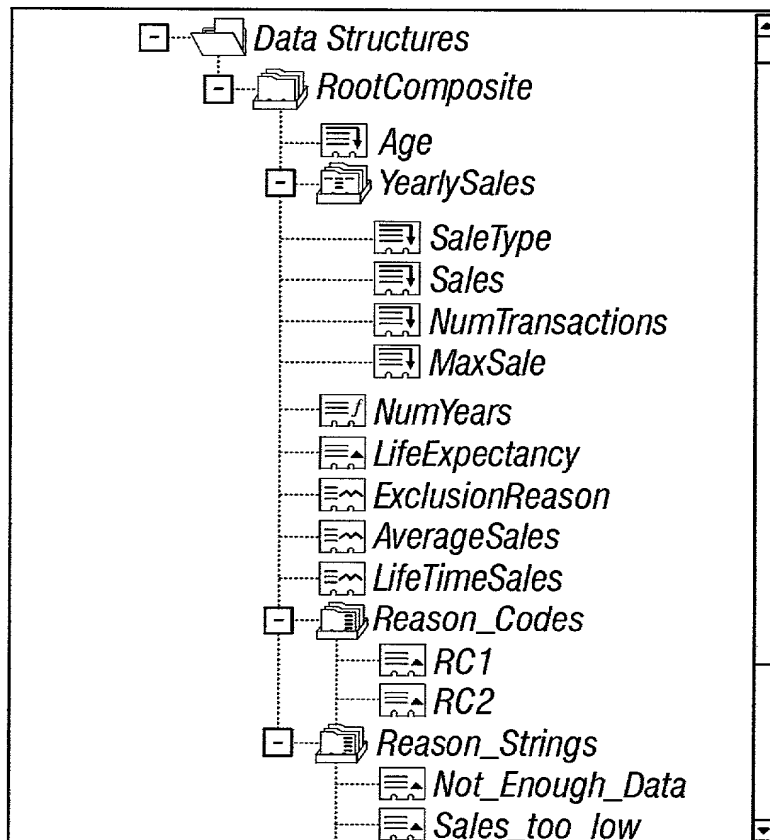 Data Structures
RootComposite
Age
YearlySales
SaleType
Sales
NumTransactions
MaxSale
NumYears
LifeExpectancy
ExclusionReason
AverageSales
LifeTimeSales
Reason_Codes
RC1
RC2
Reason_Strings
Not_Enough_Data
Sales_too_low